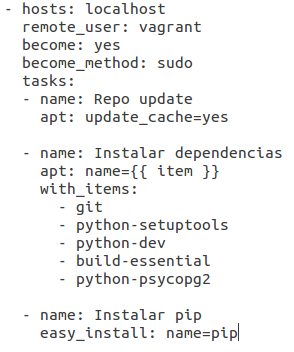 - hosts: localhost
  remote_user: vagrant
  become: yes
  become_method: sudo
  tasks:
  - name: Repo update
    apt: update_cache=yes

  - name: Instalar dependencias
    apt: name={{ item }}
    with_items:
      - git
      - python-setuptools
      - python-dev
      - build-essential
      - python-psycopg2

  - name: Instalar pip
    easy_install: name=pip